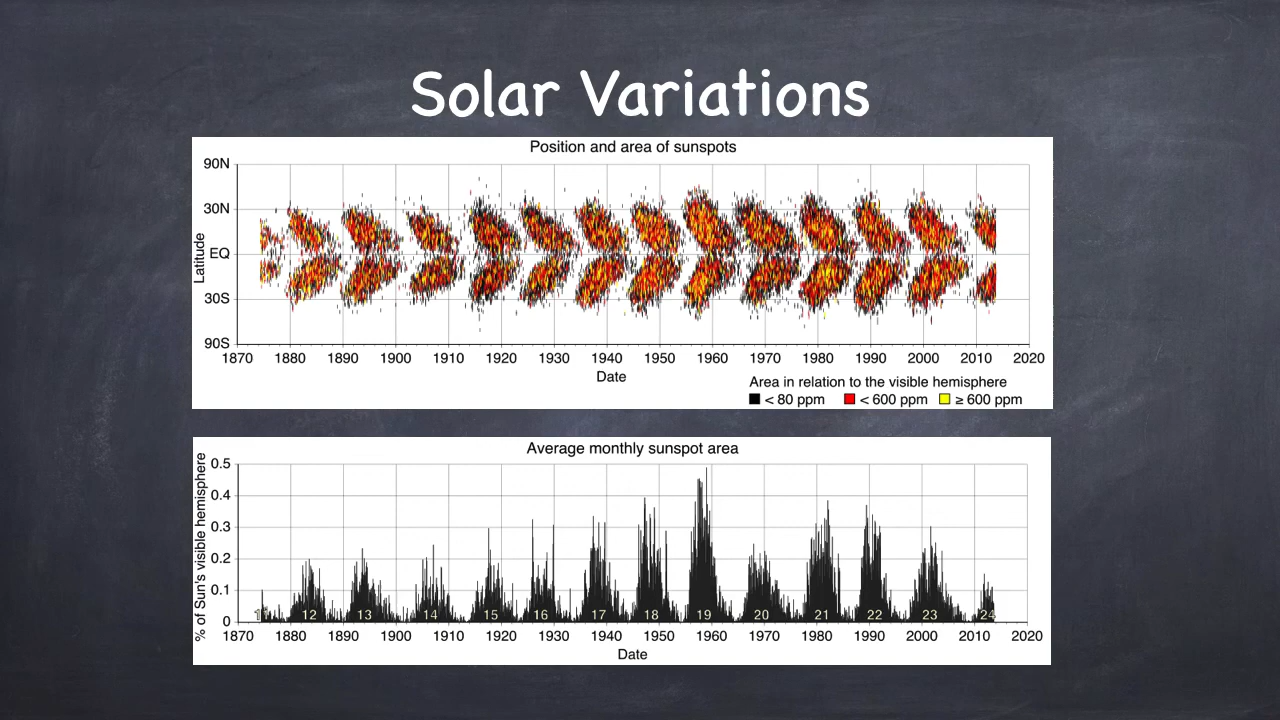 Solar Variations
Position and area of sunspots
90N
30N
EQ
30S
90S
Latitude
1870 1880 1890 1900 1910 1920 1930 1940 1950 1960 1970 1980 1990 2000 2010 2020
Date
Area in relation to the visible hemisphere
< 80 ppm < 600 ppm ≥ 600 ppm
Average monthly sunspot area
% of Sun's visible hemisphere
0.5
0.4
0.3
0.2
0.1
0
11 12 13 14 15 16 17 18 19 20 21 22 23 24
1870 1880 1890 1900 1910 1920 1930 1940 1950 1960 1970 1980 1990 2000 2010 2020
Date